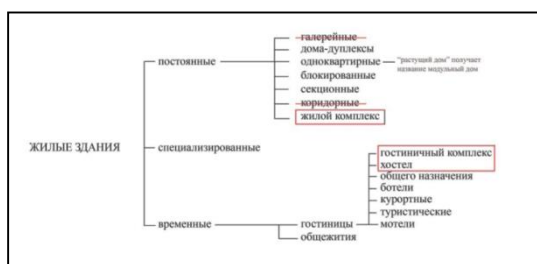 галерейные
дома-дуплексы
постоянные
одноквартирные
"растущий дом" получает
название модульный дом
блокированные
секционные
коридорные
жилой комплекс
ЖИЛЫЕ ЗДАНИЯ
специализированные
гостиничный комплекс
хостел
общего назначения
ботели
курортные
туристические
временные
гостиницы
мотели
общежития